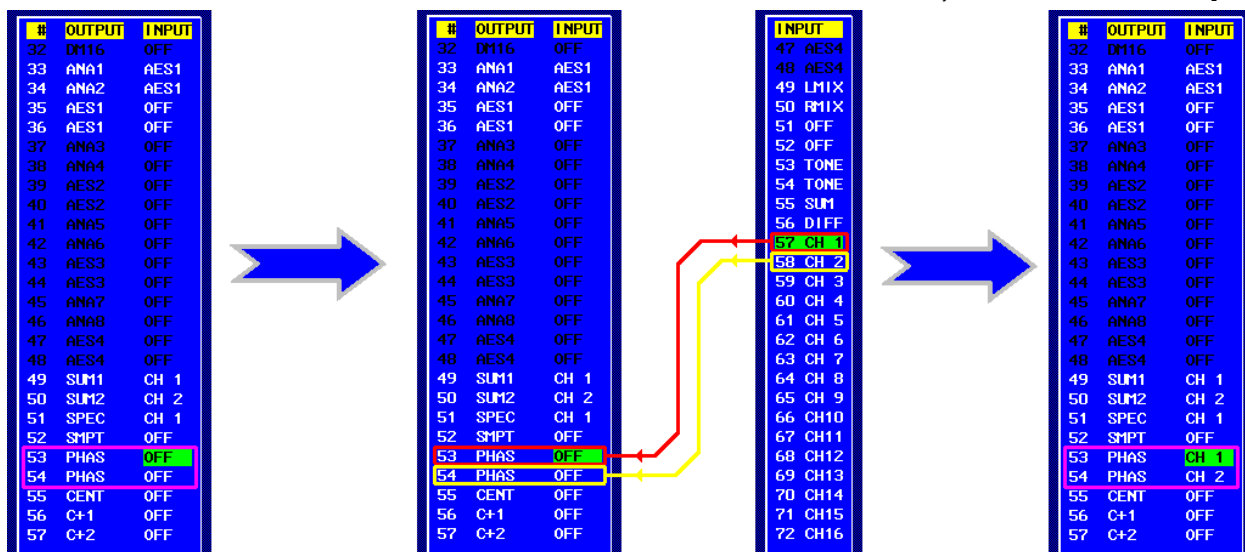 # OUTPUT INPUT
32 DM16 OFF
33 ANA1 AES1
34 ANA2 AES1
35 AES1 OFF
36 AES1 OFF
37 ANA3 OFF
38 ANA4 OFF
39 AES2 OFF
40 AES2 OFF
41 ANA5 OFF
42 ANA6 OFF
43 AES3 OFF
44 AES3 OFF
45 ANA7 OFF
46 ANA8 OFF
47 AES4 OFF
48 AES4 OFF
49 SUM1 CH 1
50 SUM2 CH 2
51 SPEC CH 1
52 SMPT OFF
53 PHAS OFF
54 PHAS OFF
55 CENT OFF
56 C+1 OFF
57 C+2 OFF
# OUTPUT INPUT
32 DM16 OFF
33 ANA1 AES1
34 ANA2 AES1
35 AES1 OFF
36 AES1 OFF
37 ANA3 OFF
38 ANA4 OFF
39 AES2 OFF
40 AES2 OFF
41 ANA5 OFF
42 ANA6 OFF
43 AES3 OFF
44 AES3 OFF
45 ANA7 OFF
46 ANA8 OFF
47 AES4 OFF
48 AES4 OFF
49 SUM1 CH 1
50 SUM2 CH 2
51 SPEC CH 1
52 SMPT OFF
53 PHAS OFF
54 PHAS OFF
55 CENT OFF
56 C+1 OFF
57 C+2 OFF
INPUT
47 AES4
48 AES4
49 LMIX
50 RMIX
51 OFF
52 OFF
53 TONE
54 TONE
55 SUM
56 DIFF
57 CH 1
58 CH 2
59 CH 3
60 CH 4
61 CH 5
62 CH 6
63 CH 7
64 CH 8
65 CH 9
66 CH10
67 CH11
68 CH12
69 CH13
70 CH14
71 CH15
72 CH16
# OUTPUT INPUT
32 DM16 OFF
33 ANA1 AES1
34 ANA2 AES1
35 AES1 OFF
36 AES1 OFF
37 ANA3 OFF
38 ANA4 OFF
39 AES2 OFF
40 AES2 OFF
41 ANA5 OFF
42 ANA6 OFF
43 AES3 OFF
44 AES3 OFF
45 ANA7 OFF
46 ANA8 OFF
47 AES4 OFF
48 AES4 OFF
49 SUM1 CH 1
50 SUM2 CH 2
51 SPEC CH 1
52 SMPT OFF
53 PHAS CH 1
54 PHAS CH 2
55 CENT OFF
56 C+1 OFF
57 C+2 OFF